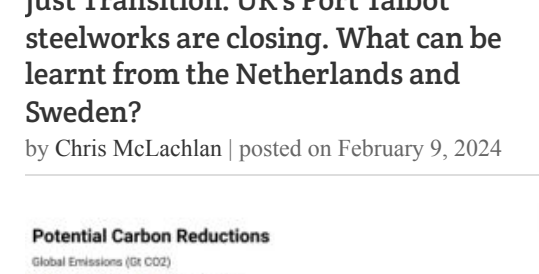 Just Transition: UK's Port Talbot
steelworks are closing. What can be
learnt from the Netherlands and
Sweden?
by Chris McLachlan | posted on February 9, 2024
Potential Carbon Reductions
Global Emissions (Gt CO2)